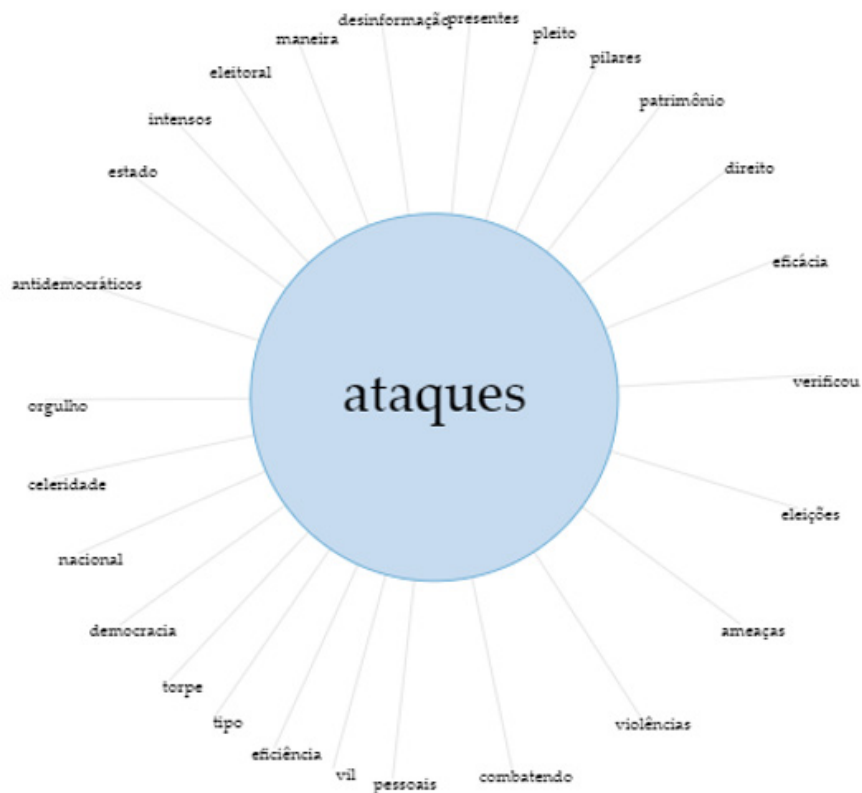 desinformação
presentes
maneira
pleito
pilares
eleitoral
patrimônio
intensos
direito
estado
eficácia
antidemocráticos
verificou
ataques
orgulho
celeridade
eleições
nacional
democracia
ameaças
torpe
tipo
violências
eficiência
vil
pessoais
combatendo